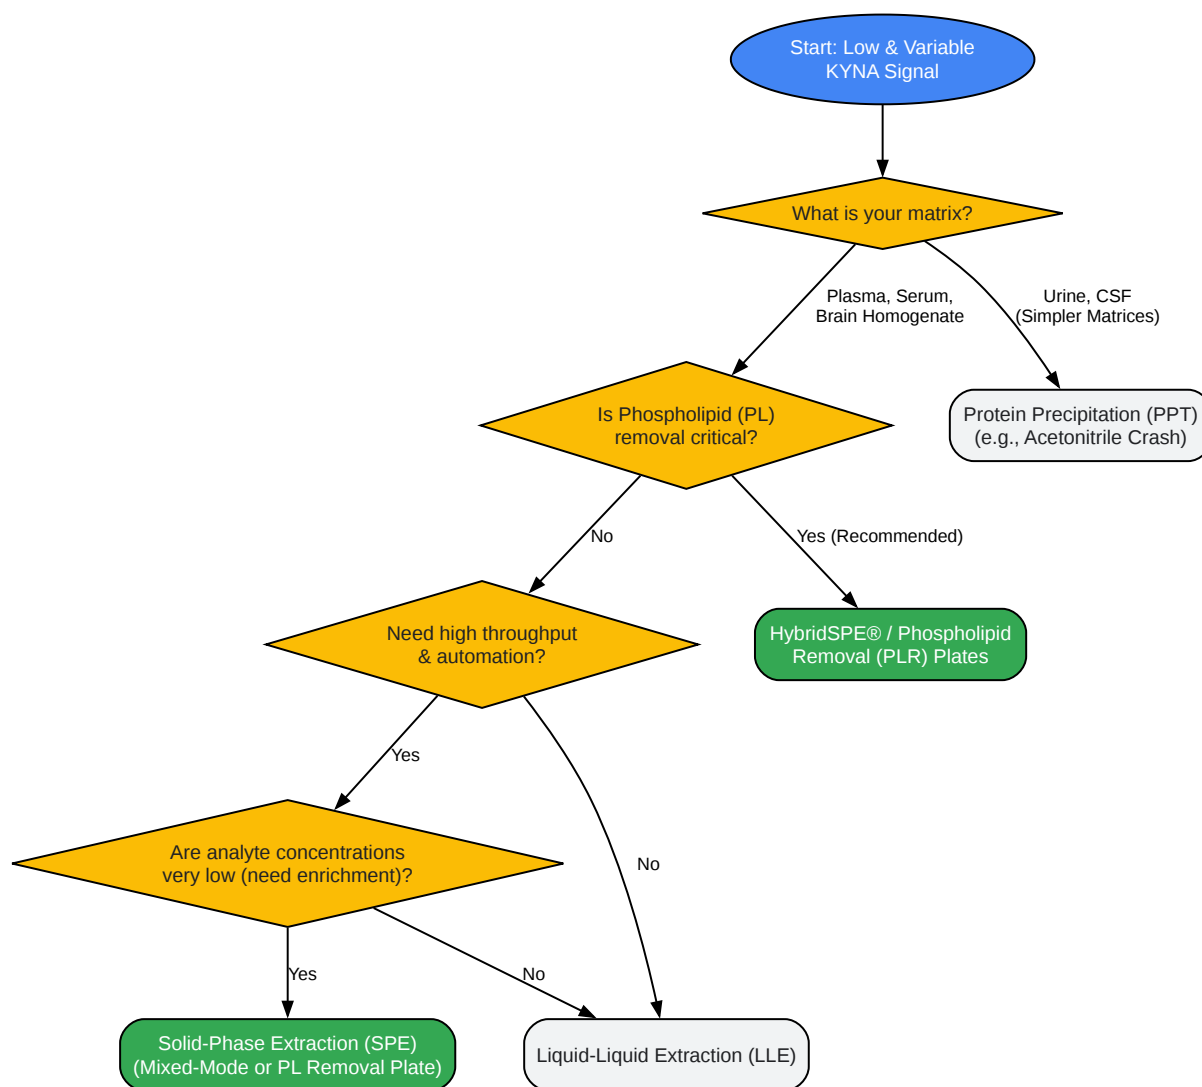 Start: Low & Variable
KYNA Signal
What is your matrix?
Plasma, Serum,
Brain Homogenate
Urine, CSF
(Simpler Matrices)
Is Phospholipid (PL)
removal critical?
Protein Precipitation (PPT)
(e.g., Acetonitrile Crash)
No
Yes (Recommended)
Need high throughput
& automation?
HybridSPE® / Phospholipid
Removal (PLR) Plates
Yes
No
Are analyte concentrations
very low (need enrichment)?
Yes
No
Solid-Phase Extraction (SPE)
(Mixed-Mode or PL Removal Plate)
Liquid-Liquid Extraction (LLE)